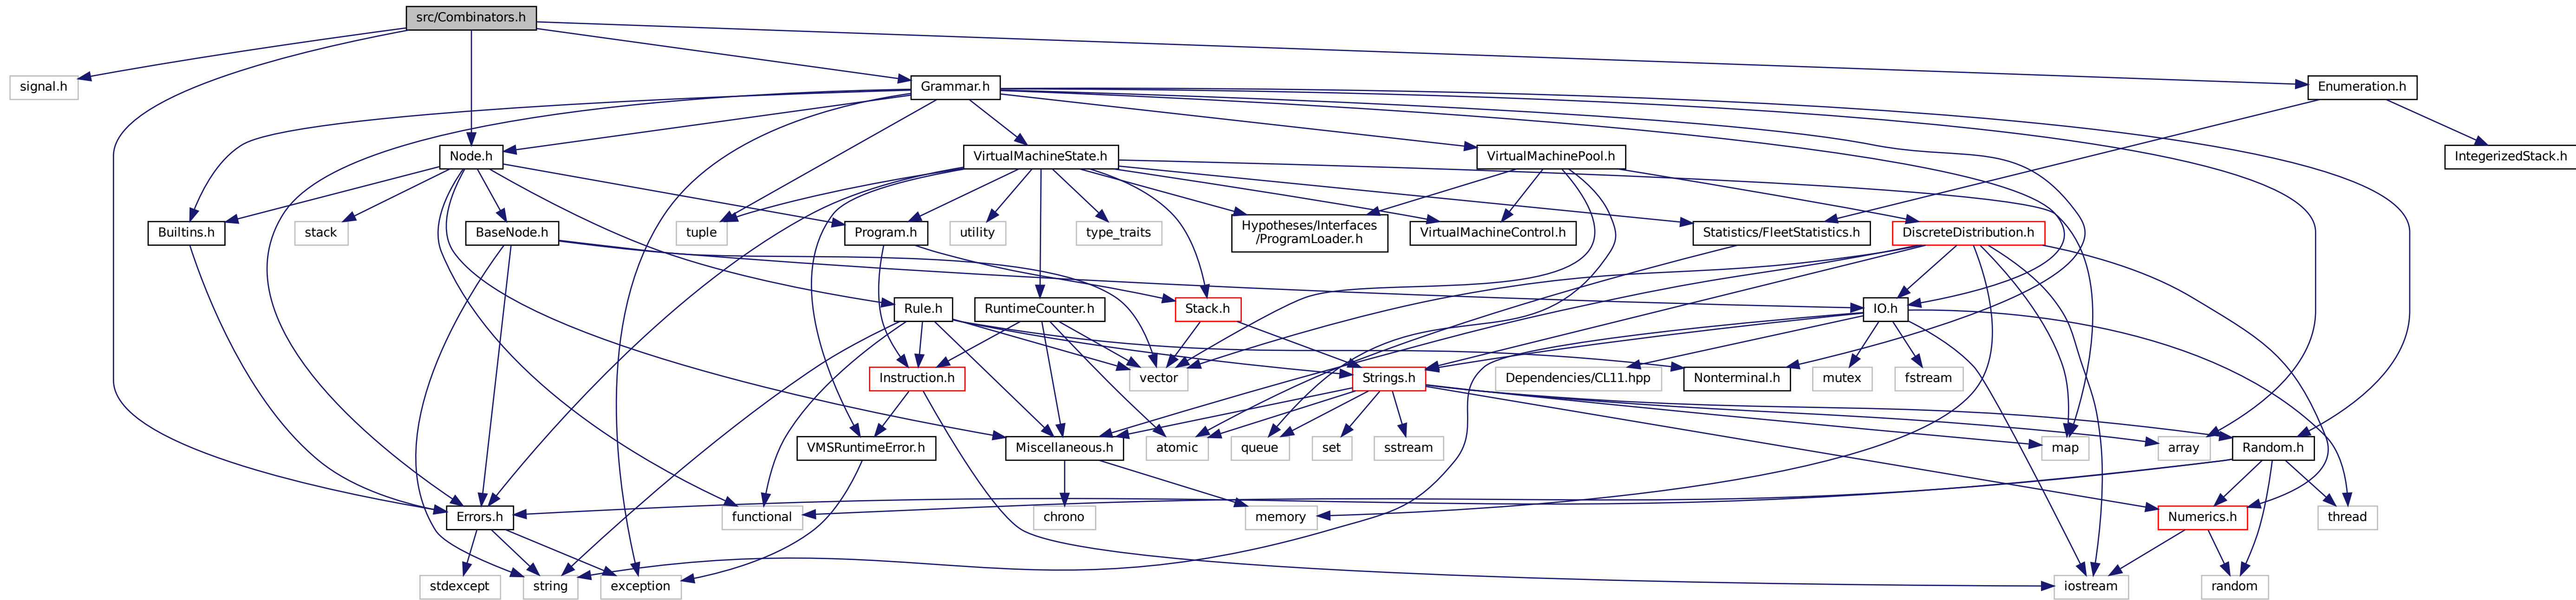 src/Combinators.h
signal.h
Grammar.h
Enumeration.h
Node.h
VirtualMachineState.h
VirtualMachinePool.h
IntegerizedStack.h
Builtins.h
stack
BaseNode.h
tuple
Program.h
utility
type_traits
Hypotheses/Interfaces
/ProgramLoader.h
VirtualMachineControl.h
Statistics/FleetStatistics.h
DiscreteDistribution.h
Rule.h
RuntimeCounter.h
Stack.h
IO.h
Instruction.h
vector
Strings.h
Dependencies/CL11.hpp
Nonterminal.h
mutex
fstream
VMSRuntimeError.h
Miscellaneous.h
atomic
queue
set
sstream
map
array
Random.h
Errors.h
functional
chrono
memory
Numerics.h
thread
stdexcept
string
exception
iostream
random